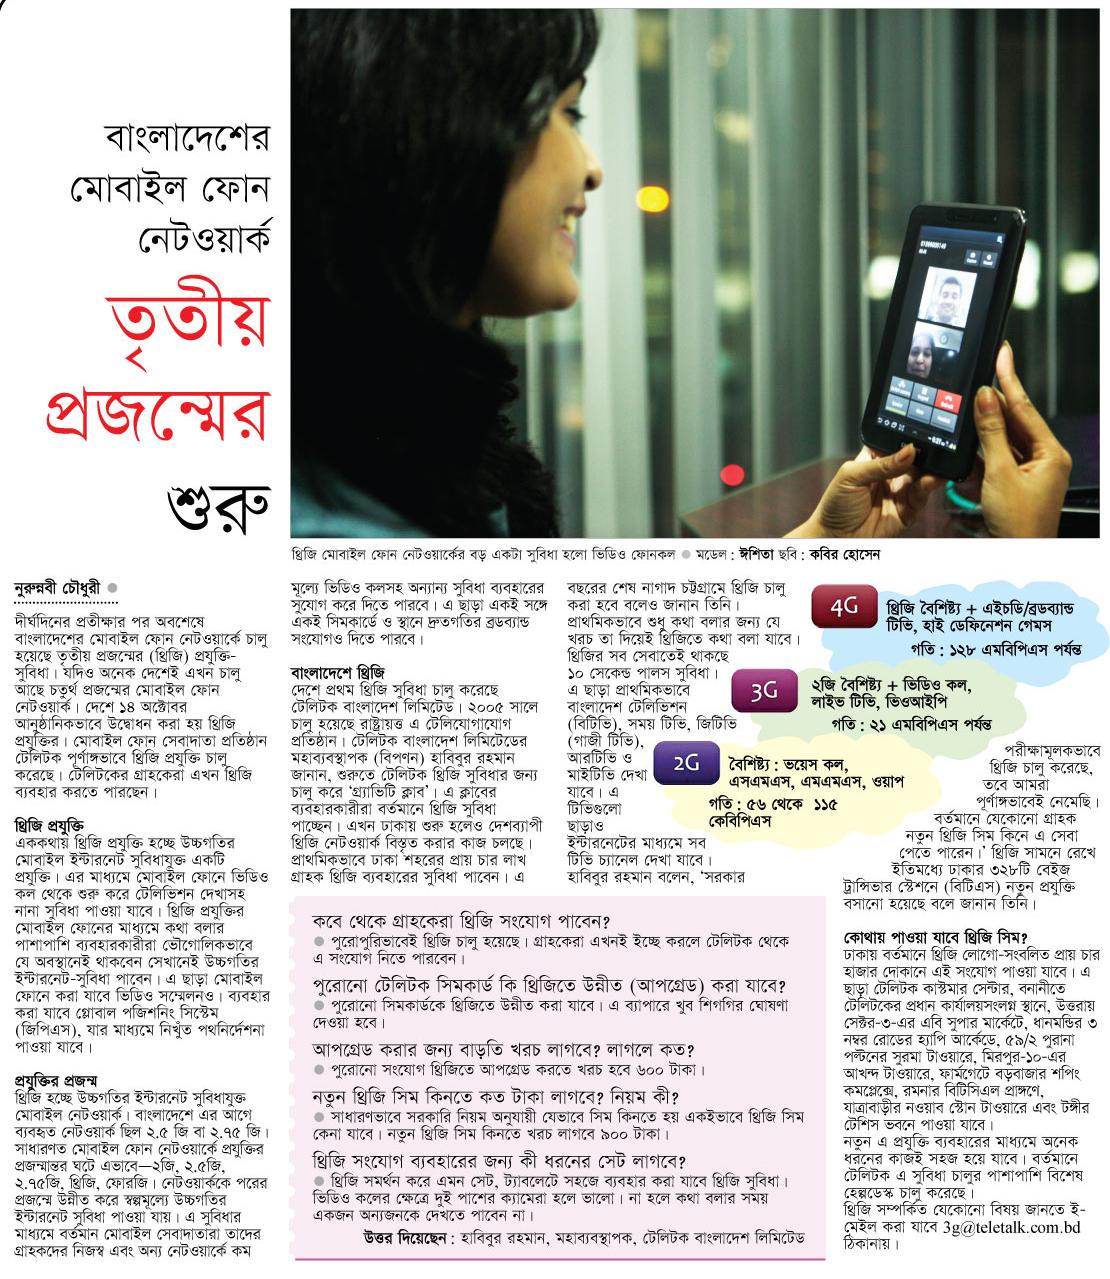 বাংলাদেশের
মোবাইল ফোন
নেটওয়ার্ক
তৃতীয়
প্রজন্মের
শুরু
থ্রিজি মোবাইল ফোন নেটওয়ার্কের বড় একটা সুবিধা হলো ভিডিও ফোনকল ● মডেল : ঈশিতা ছবি : কবির হোসেন
নুরুন্নবী চৌধুরী ●
দীর্ঘদিনের প্রতীক্ষার পর অবশেষে
বাংলাদেশের মোবাইল ফোন নেটওয়ার্কে চালু
হয়েছে তৃতীয় প্রজন্মের (থ্রিজি) প্রযুক্তি-
সুবিধা। যদিও অনেক দেশেই এখন চালু
আছে চতুর্থ প্রজন্মের মোবাইল ফোন
নেটওয়ার্ক। দেশে ১৪ অক্টোবর
আনুষ্ঠানিকভাবে উদ্বোধন করা হয় থ্রিজি
প্রযুক্তির। মোবাইল ফোন সেবাদাতা প্রতিষ্ঠান
টেলিটক পূর্ণাঙ্গভাবে থ্রিজি প্রযুক্তি চালু
করেছে। টেলিটকের গ্রাহকেরা এখন থ্রিজি
ব্যবহার করতে পারছেন।
থ্রিজি প্রযুক্তি
এককথায় থ্রিজি প্রযুক্তি হচ্ছে উচ্চগতির
মোবাইল ইন্টারনেট সুবিধাযুক্ত একটি
প্রযুক্তি। এর মাধ্যমে মোবাইল ফোনে ভিডিও
কল থেকে শুরু করে টেলিভিশন দেখাসহ
নানা সুবিধা পাওয়া যাবে। থ্রিজি প্রযুক্তির
মোবাইল ফোনের মাধ্যমে কথা বলার
পাশাপাশি ব্যবহারকারীরা ভৌগোলিকভাবে
যে অবস্থানেই থাকবেন সেখানেই উচ্চগতির
ইন্টারনেট-সুবিধা পাবেন। এ ছাড়া মোবাইল
ফোনে করা যাবে ভিডিও সম্মেলনও। ব্যবহার
করা যাবে গ্লোবাল পজিশনিং সিস্টেম
(জিপিএস), যার মাধ্যমে নিখুঁত পথনির্দেশনা
পাওয়া যাবে।
প্রযুক্তির প্রজন্ম
থ্রিজি হচ্ছে উচ্চগতির ইন্টারনেট সুবিধাযুক্ত
মোবাইল নেটওয়ার্ক। বাংলাদেশে এর আগে
ব্যবহৃত নেটওয়ার্ক ছিল ২.৫ জি বা ২.৭৫ জি।
সাধারণত মোবাইল ফোন নেটওয়ার্কে প্রযুক্তির
প্রজন্মান্তর ঘটে এভাবে—২জি, ২.৫জি,
২.৭৫জি, থ্রিজি, ফোরজি। নেটওয়ার্ককে পরের
প্রজন্মে উন্নীত করে স্বল্পমূল্যে উচ্চগতির
ইন্টারনেট সুবিধা পাওয়া যায়। এ সুবিধার
মাধ্যমে বর্তমান মোবাইল সেবাদাতারা তাদের
গ্রাহকদের নিজস্ব এবং অন্য নেটওয়ার্কে কম
মূল্যে ভিডিও কলসহ অন্যান্য সুবিধা ব্যবহারের
সুযোগ করে দিতে পারবে। এ ছাড়া একই সঙ্গে
একই সিমকার্ডে ও স্থানে দ্রুতগতির ব্রডব্যান্ড
সংযোগও দিতে পারবে।
বাংলাদেশে থ্রিজি
দেশে প্রথম থ্রিজি সুবিধা চালু করেছে
টেলিটক বাংলাদেশ লিমিটেড। ২০০৫ সালে
চালু হয়েছে রাষ্ট্রায়ত্ত এ টেলিযোগাযোগ
প্রতিষ্ঠান। টেলিটক বাংলাদেশ লিমিটেডের
মহাব্যবস্থাপক (বিপণন) হাবিবুর রহমান
জানান, শুরুতে টেলিটক থ্রিজি সুবিধার জন্য
চালু করে ‘গ্র্যাভিটি ক্লাব’। এ ক্লাবের
ব্যবহারকারীরা বর্তমানে থ্রিজি সুবিধা
পাচ্ছেন। এখন ঢাকায় শুরু হলেও দেশব্যাপী
থ্রিজি নেটওয়ার্ক বিস্তৃত করার কাজ চলছে।
প্রাথমিকভাবে ঢাকা শহরের প্রায় চার লাখ
গ্রাহক থ্রিজি ব্যবহারের সুবিধা পাবেন। এ
বছরের শেষ নাগাদ চট্টগ্রামে থ্রিজি চালু
করা হবে বলেও জানান তিনি।
প্রাথমিকভাবে শুধু কথা বলার জন্য যে
খরচ তা দিয়েই থ্রিজিতে কথা বলা যাবে।
থ্রিজির সব সেবাতেই থাকছে
১০ সেকেন্ড পালস সুবিধা।
এ ছাড়া প্রাথমিকভাবে
বাংলাদেশ টেলিভিশন
(বিটিভি), সময় টিভি, জিটিভি
(গাজী টিভি),
আরটিভি ও
মাইটিভি দেখা
যাবে। এ
টিভিগুলো
ছাড়াও
ইন্টারনেটের মাধ্যমে সব
টিভি চ্যানেল দেখা যাবে।
হাবিবুর রহমান বলেন, ‘সরকার
4G
থ্রিজি বৈশিষ্ট্য + এইচডি/ব্রডব্যান্ড
টিভি, হাই ডেফিনেশন গেমস
গতি : ১২৮ এমবিপিএস পর্যন্ত
3G
২জি বৈশিষ্ট্য + ভিডিও কল,
লাইভ টিভি, ভিওআইপি
গতি : ২১ এমবিপিএস পর্যন্ত
2G
বৈশিষ্ট্য : ভয়েস কল,
এসএমএস, এমএমএস, ওয়াপ
গতি : ৫৬ থেকে ১১৫
কেবিপিএস
পরীক্ষামূলকভাবে
থ্রিজি চালু করেছে,
তবে আমরা
পূর্ণাঙ্গভাবেই নেমেছি।
বর্তমানে যেকোনো গ্রাহক
নতুন থ্রিজি সিম কিনে এ সেবা
পেতে পারেন।’ থ্রিজি সামনে রেখে
ইতিমধ্যে ঢাকার ৩২৮টি বেইজ
ট্রান্সিভার স্টেশনে (বিটিএস) নতুন প্রযুক্তি
বসানো হয়েছে বলে জানান তিনি।
কোথায় পাওয়া যাবে থ্রিজি সিম?
ঢাকায় বর্তমানে থ্রিজি লোগো-সংবলিত প্রায় চার
হাজার দোকানে এই সংযোগ পাওয়া যাবে। এ
ছাড়া টেলিটক কাস্টমার সেন্টার, বনানীতে
টেলিটকের প্রধান কার্যালয়সংলগ্ন স্থানে, উত্তরায়
সেক্টর-৩-এর এবি সুপার মার্কেটে, ধানমন্ডির ৩
নম্বর রোডের হ্যাপি আর্কেডে, ৫৯/২ পুরানা
পল্টনের সুরমা টাওয়ারে, মিরপুর-১০-এর
আখন্দ টাওয়ারে, ফার্মগেটে বড়বাজার শপিং
কমপ্লেক্সে, রমনার বিটিসিএল প্রাঙ্গণে,
যাত্রাবাড়ীর নওয়াব স্টোন টাওয়ারে এবং টঙ্গীর
টেশিস ভবনে পাওয়া যাবে।
নতুন এ প্রযুক্তি ব্যবহারের মাধ্যমে অনেক
ধরনের কাজই সহজ হয়ে যাবে। বর্তমানে
টেলিটক এ সুবিধা চালুর পাশাপাশি বিশেষ
হেল্পডেস্ক চালু করেছে।
থ্রিজি সম্পর্কিত যেকোনো বিষয় জানতে ই-
মেইল করা যাবে 3g@teletalk.com.bd
ঠিকানায়।
কবে থেকে গ্রাহকেরা থ্রিজি সংযোগ পাবেন?
● পুরোপুরিভাবেই থ্রিজি চালু হয়েছে। গ্রাহকেরা এখনই ইচ্ছে করলে টেলিটক থেকে
এ সংযোগ নিতে পারবেন।
পুরোনো টেলিটক সিমকার্ড কি থ্রিজিতে উন্নীত (আপগ্রেড) করা যাবে?
● পুরোনো সিমকার্ডকে থ্রিজিতে উন্নীত করা যাবে। এ ব্যাপারে খুব শিগগির ঘোষণা
দেওয়া হবে।
আপগ্রেড করার জন্য বাড়তি খরচ লাগবে? লাগলে কত?
● পুরোনো সংযোগ থ্রিজিতে আপগ্রেড করতে খরচ হবে ৬০০ টাকা।
নতুন থ্রিজি সিম কিনতে কত টাকা লাগবে? নিয়ম কী?
● সাধারণভাবে সরকারি নিয়ম অনুযায়ী যেভাবে সিম কিনতে হয় একইভাবে থ্রিজি সিম
কেনা যাবে। নতুন থ্রিজি সিম কিনতে খরচ লাগবে ৯০০ টাকা।
থ্রিজি সংযোগ ব্যবহারের জন্য কী ধরনের সেট লাগবে?
● থ্রিজি সমর্থন করে এমন সেট, ট্যাবলেটে সহজে ব্যবহার করা যাবে থ্রিজি সুবিধা।
ভিডিও কলের ক্ষেত্রে দুই পাশের ক্যামেরা হলে ভালো। না হলে কথা বলার সময়
একজন অন্যজনকে দেখতে পাবেন না।
উত্তর দিয়েছেন : হাবিবুর রহমান, মহাব্যবস্থাপক, টেলিটক বাংলাদেশ লিমিটেড